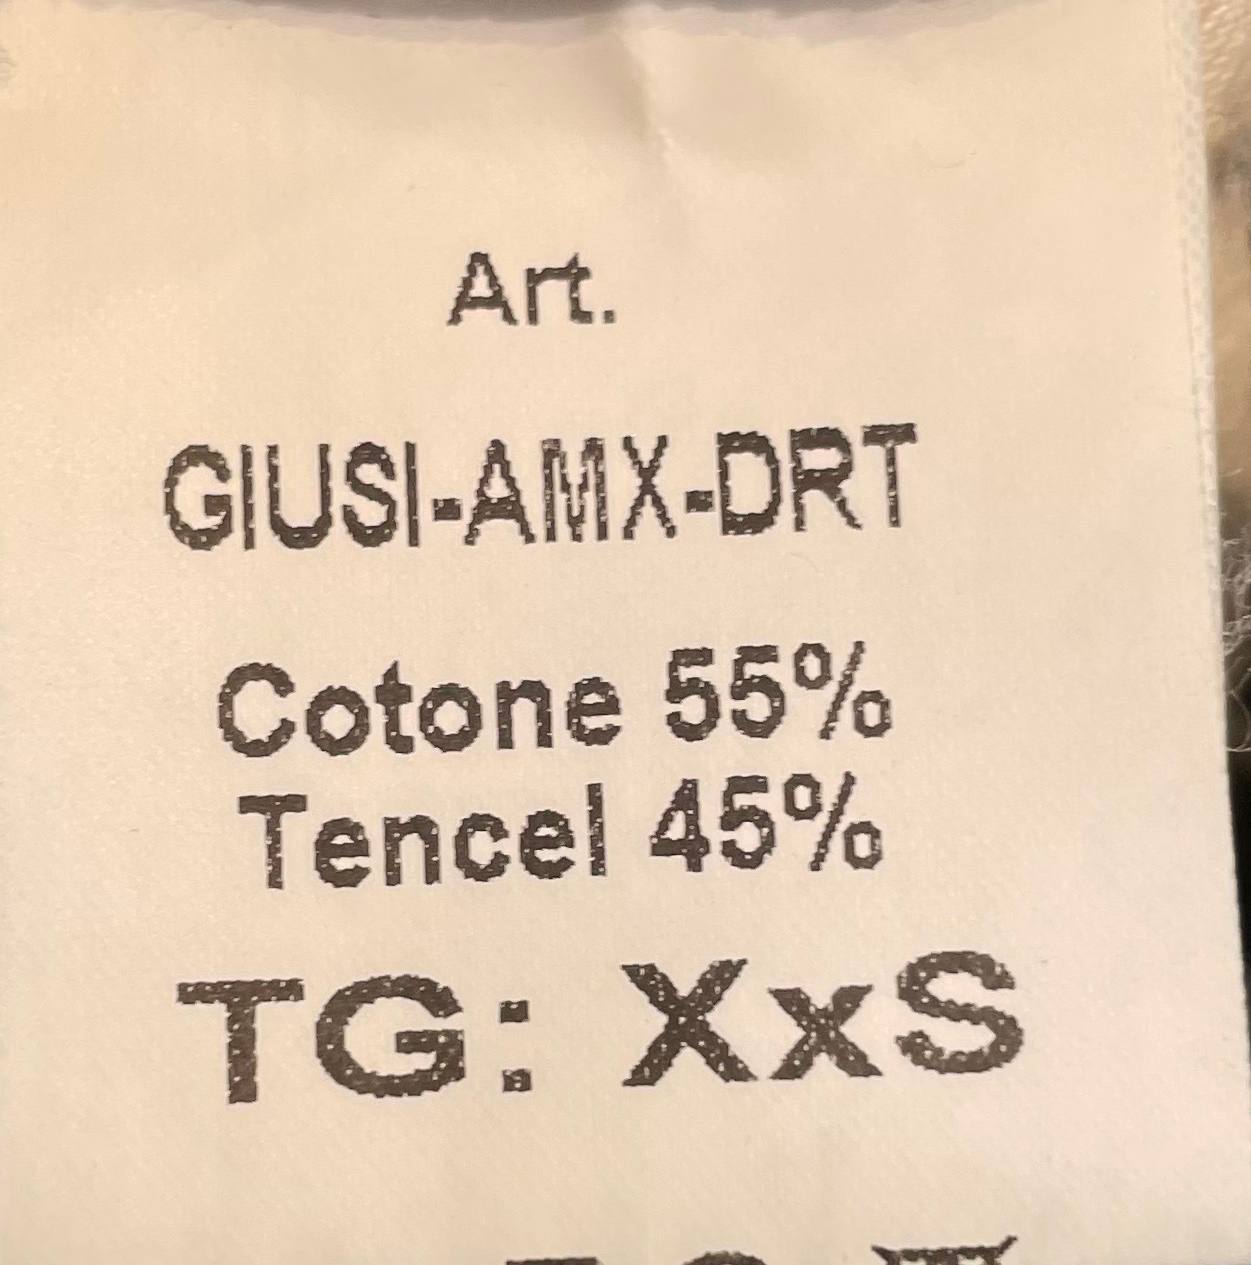 Art.
GIUSI-AMX-DRT
Cotone 55%
Tencel 45%
TG: XxS